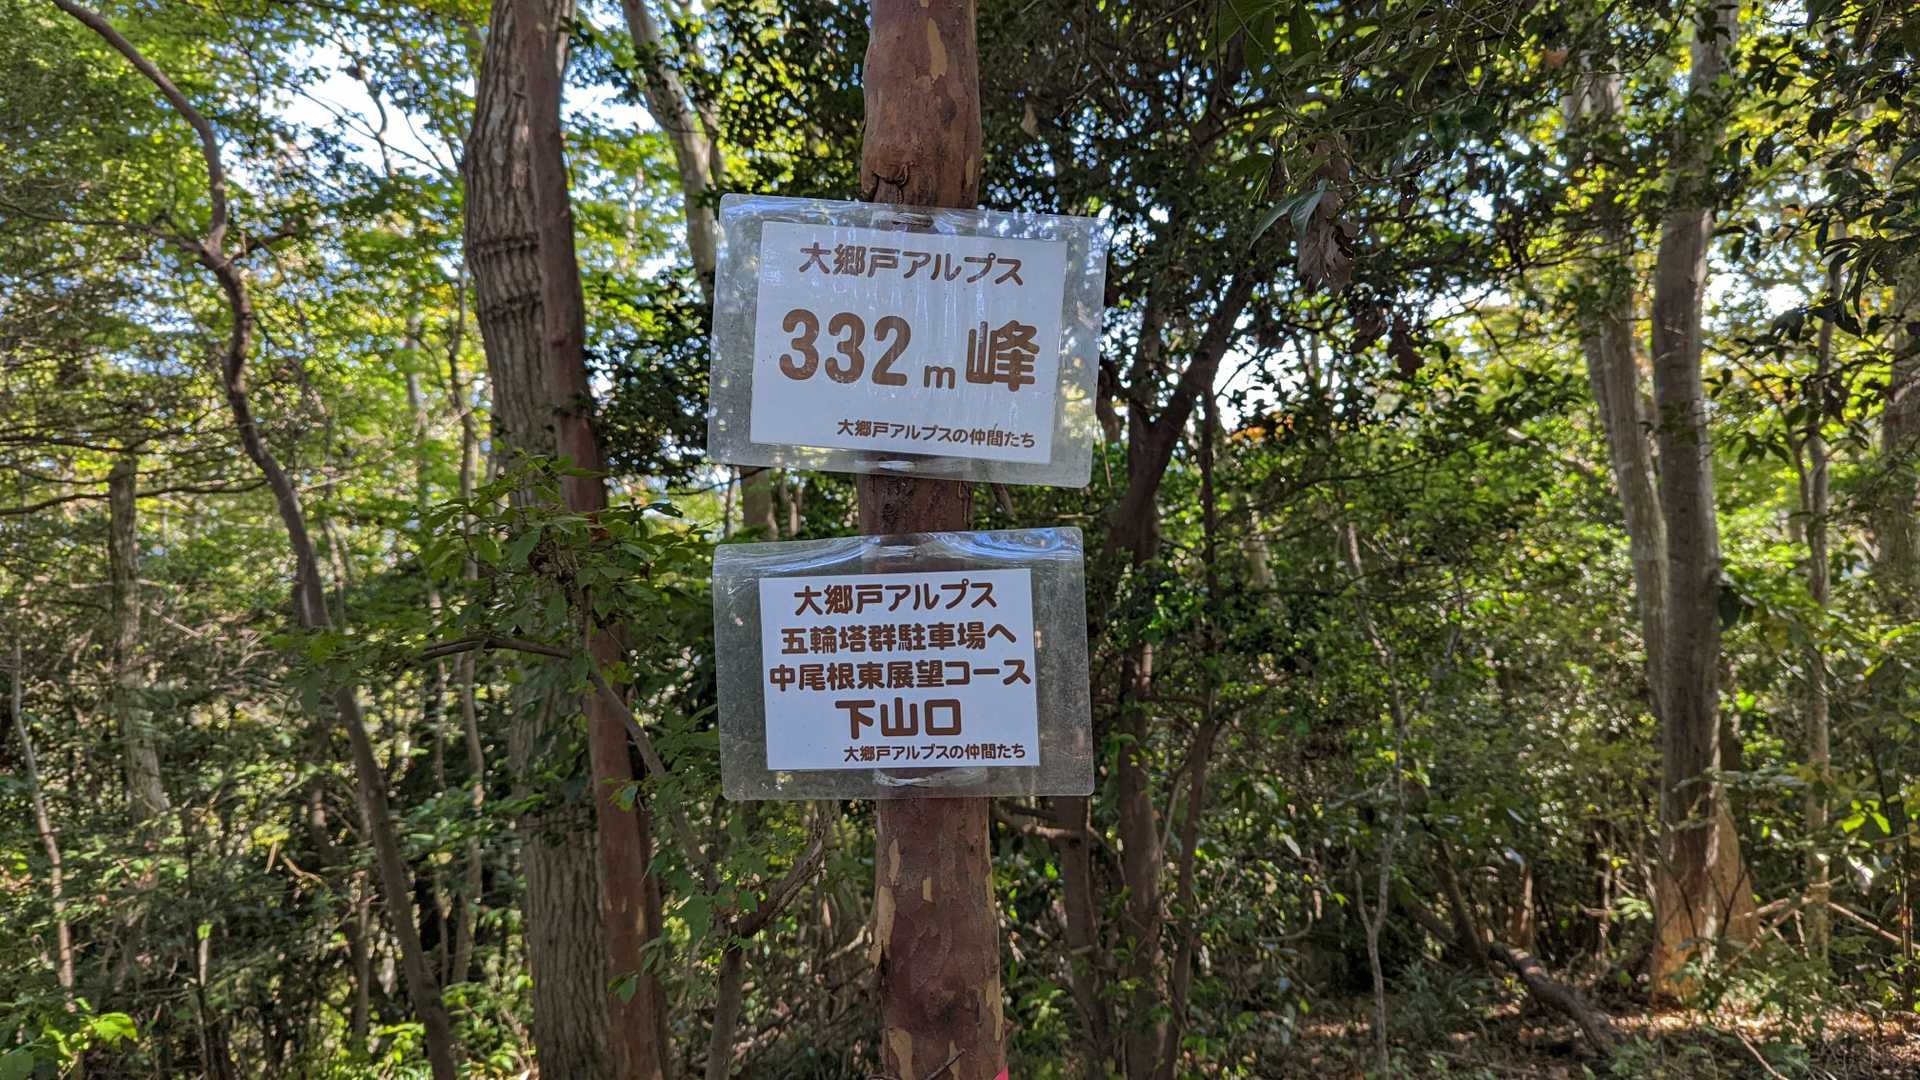 大郷戸アルプス
332m峰
大郷戸アルプスの仲間たち
大郷戸アルプス
五輪塔群駐車場へ
中尾根東展望コース
下山口
大郷戸アルプスの仲間たち